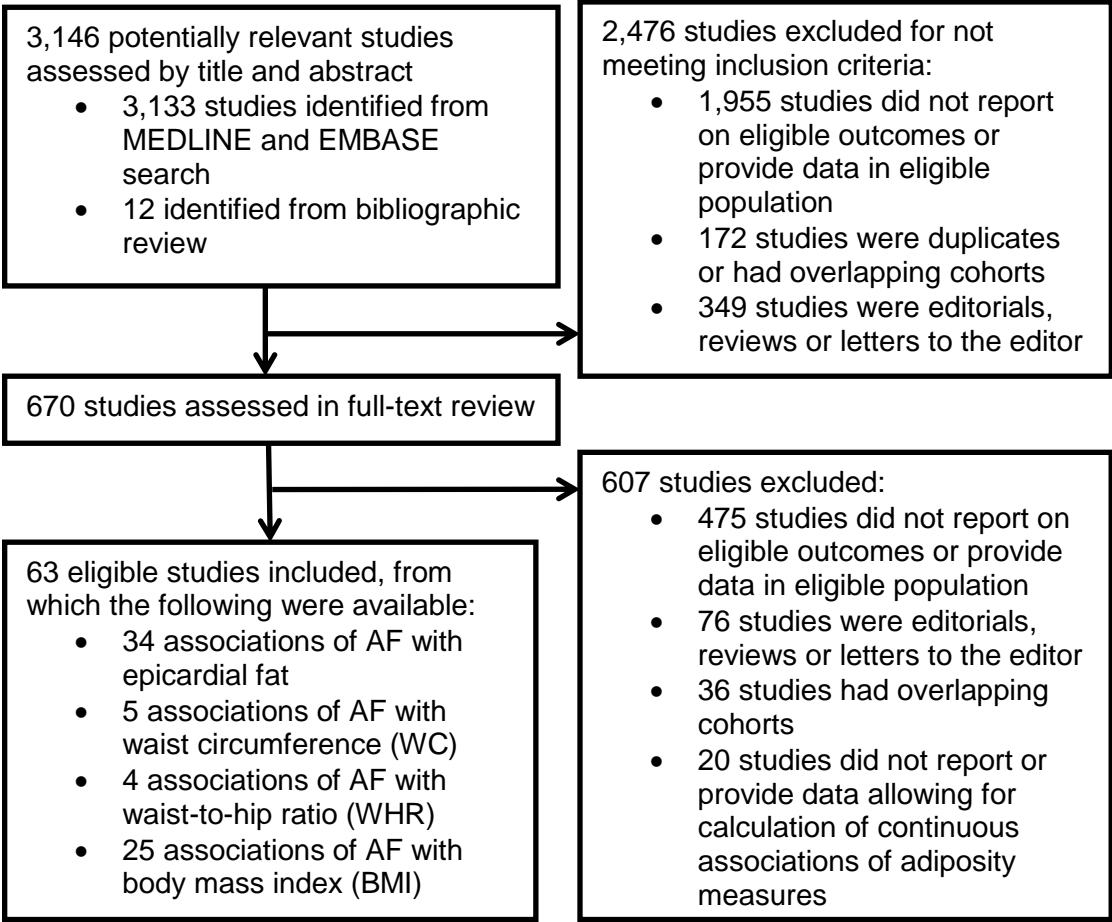 3,146 potentially relevant studies
assessed by title and abstract
• 3,133 studies identified from
MEDLINE and EMBASE
search
• 12 identified from bibliographic
review
2,476 studies excluded for not
meeting inclusion criteria:
• 1,955 studies did not report
on eligible outcomes or
provide data in eligible
population
• 172 studies were duplicates
or had overlapping cohorts
• 349 studies were editorials,
reviews or letters to the editor
670 studies assessed in full-text review
607 studies excluded:
• 475 studies did not report on
eligible outcomes or provide
data in eligible population
• 76 studies were editorials,
reviews or letters to the editor
• 36 studies had overlapping
cohorts
• 20 studies did not report or
provide data allowing for
calculation of continuous
associations of adiposity
measures
63 eligible studies included, from
which the following were available:
• 34 associations of AF with
epicardial fat
• 5 associations of AF with
waist circumference (WC)
• 4 associations of AF with
waist-to-hip ratio (WHR)
• 25 associations of AF with
body mass index (BMI)